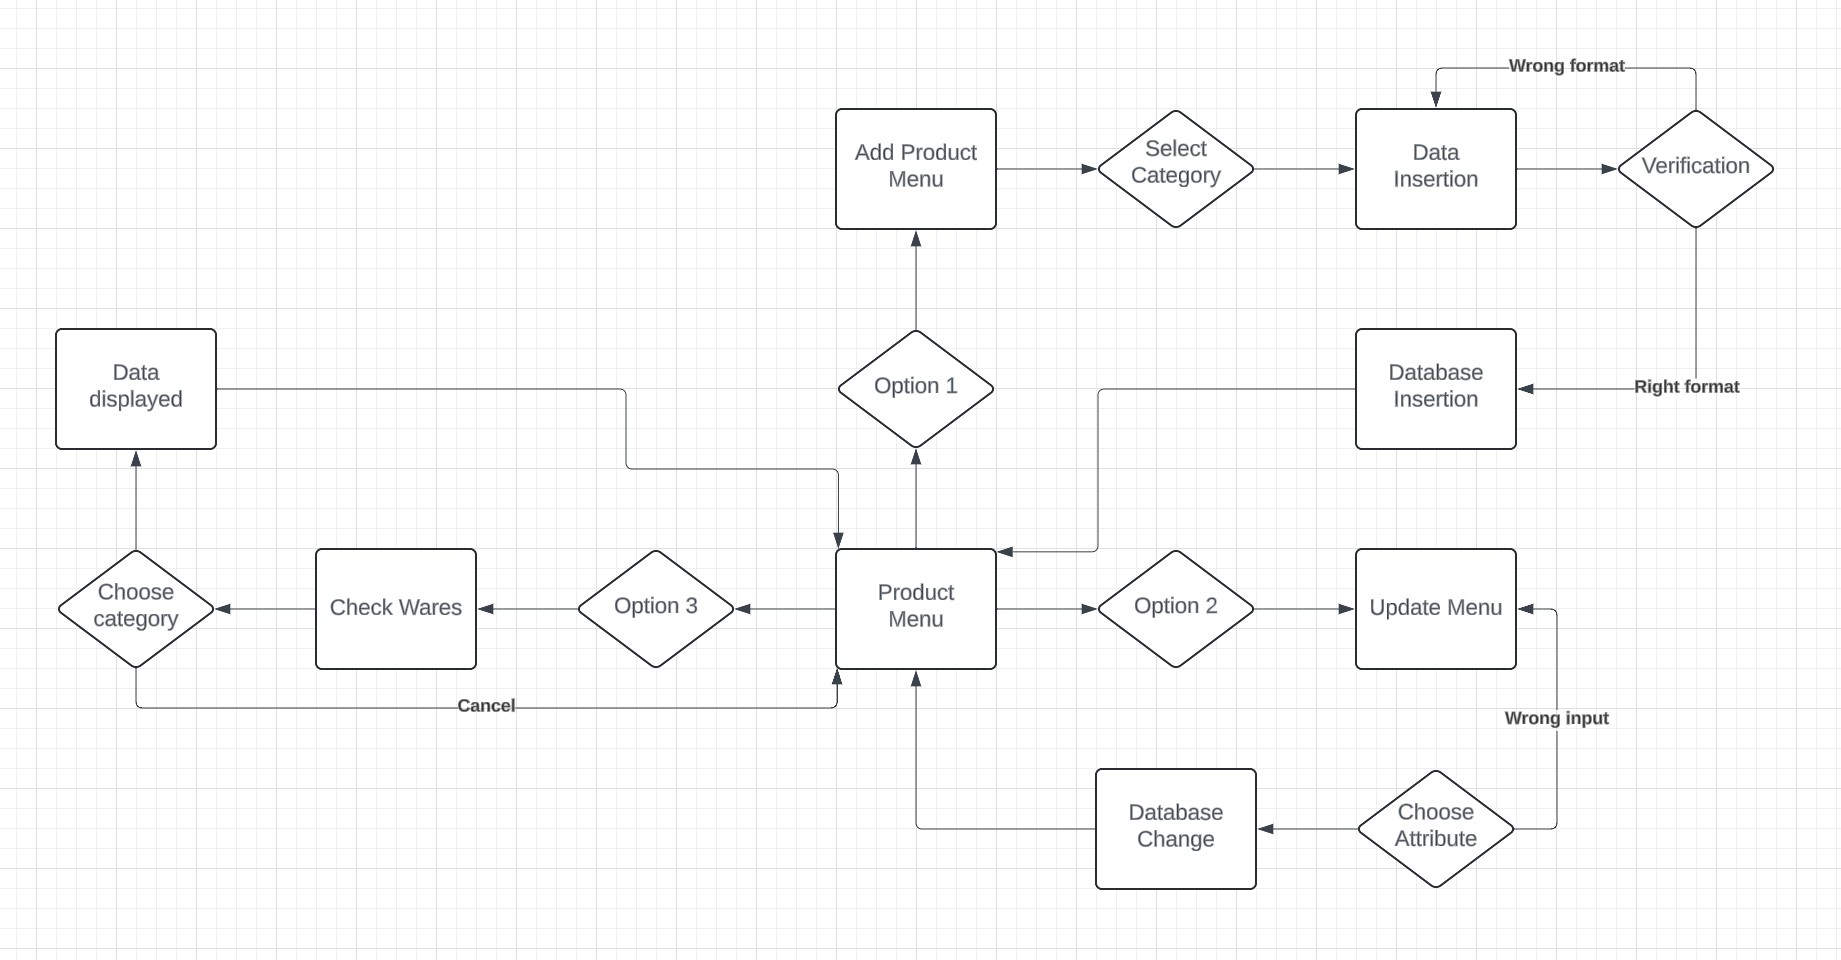 Wrong format
Add Product
Menu
Select
Category
Data
Insertion
Verification
Data
displayed
Option 1
Database
Insertion
Right format
Choose
category
Check Wares
Option 3
Product
Menu
Option 2
Update Menu
Cancel
Wrong input
Database
Change
Choose
Attribute